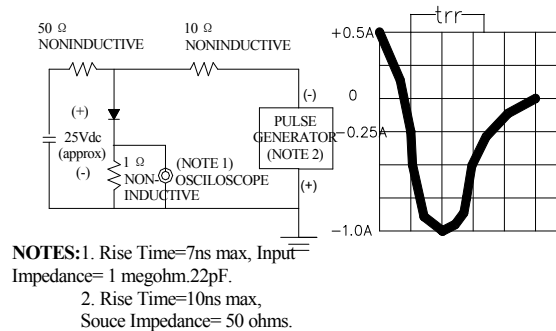 50 Ω
NONINDUCTIVE
10 Ω
NONINDUCTIVE
(+)
25Vdc
(approx)
(-)
1 Ω
NON-
INDUCTIVE
(NOTE 1)
OSCILOSCOPE
(-)
PULSE
GENERATOR
(NOTE 2)
(+)
trr
+0.5A
0
-0.25A
-1.0A
NOTES:1. Rise Time=7ns max, Input
Impedance= 1 megohm.22pF.
2. Rise Time=10ns max,
Souce Impedance= 50 ohms.